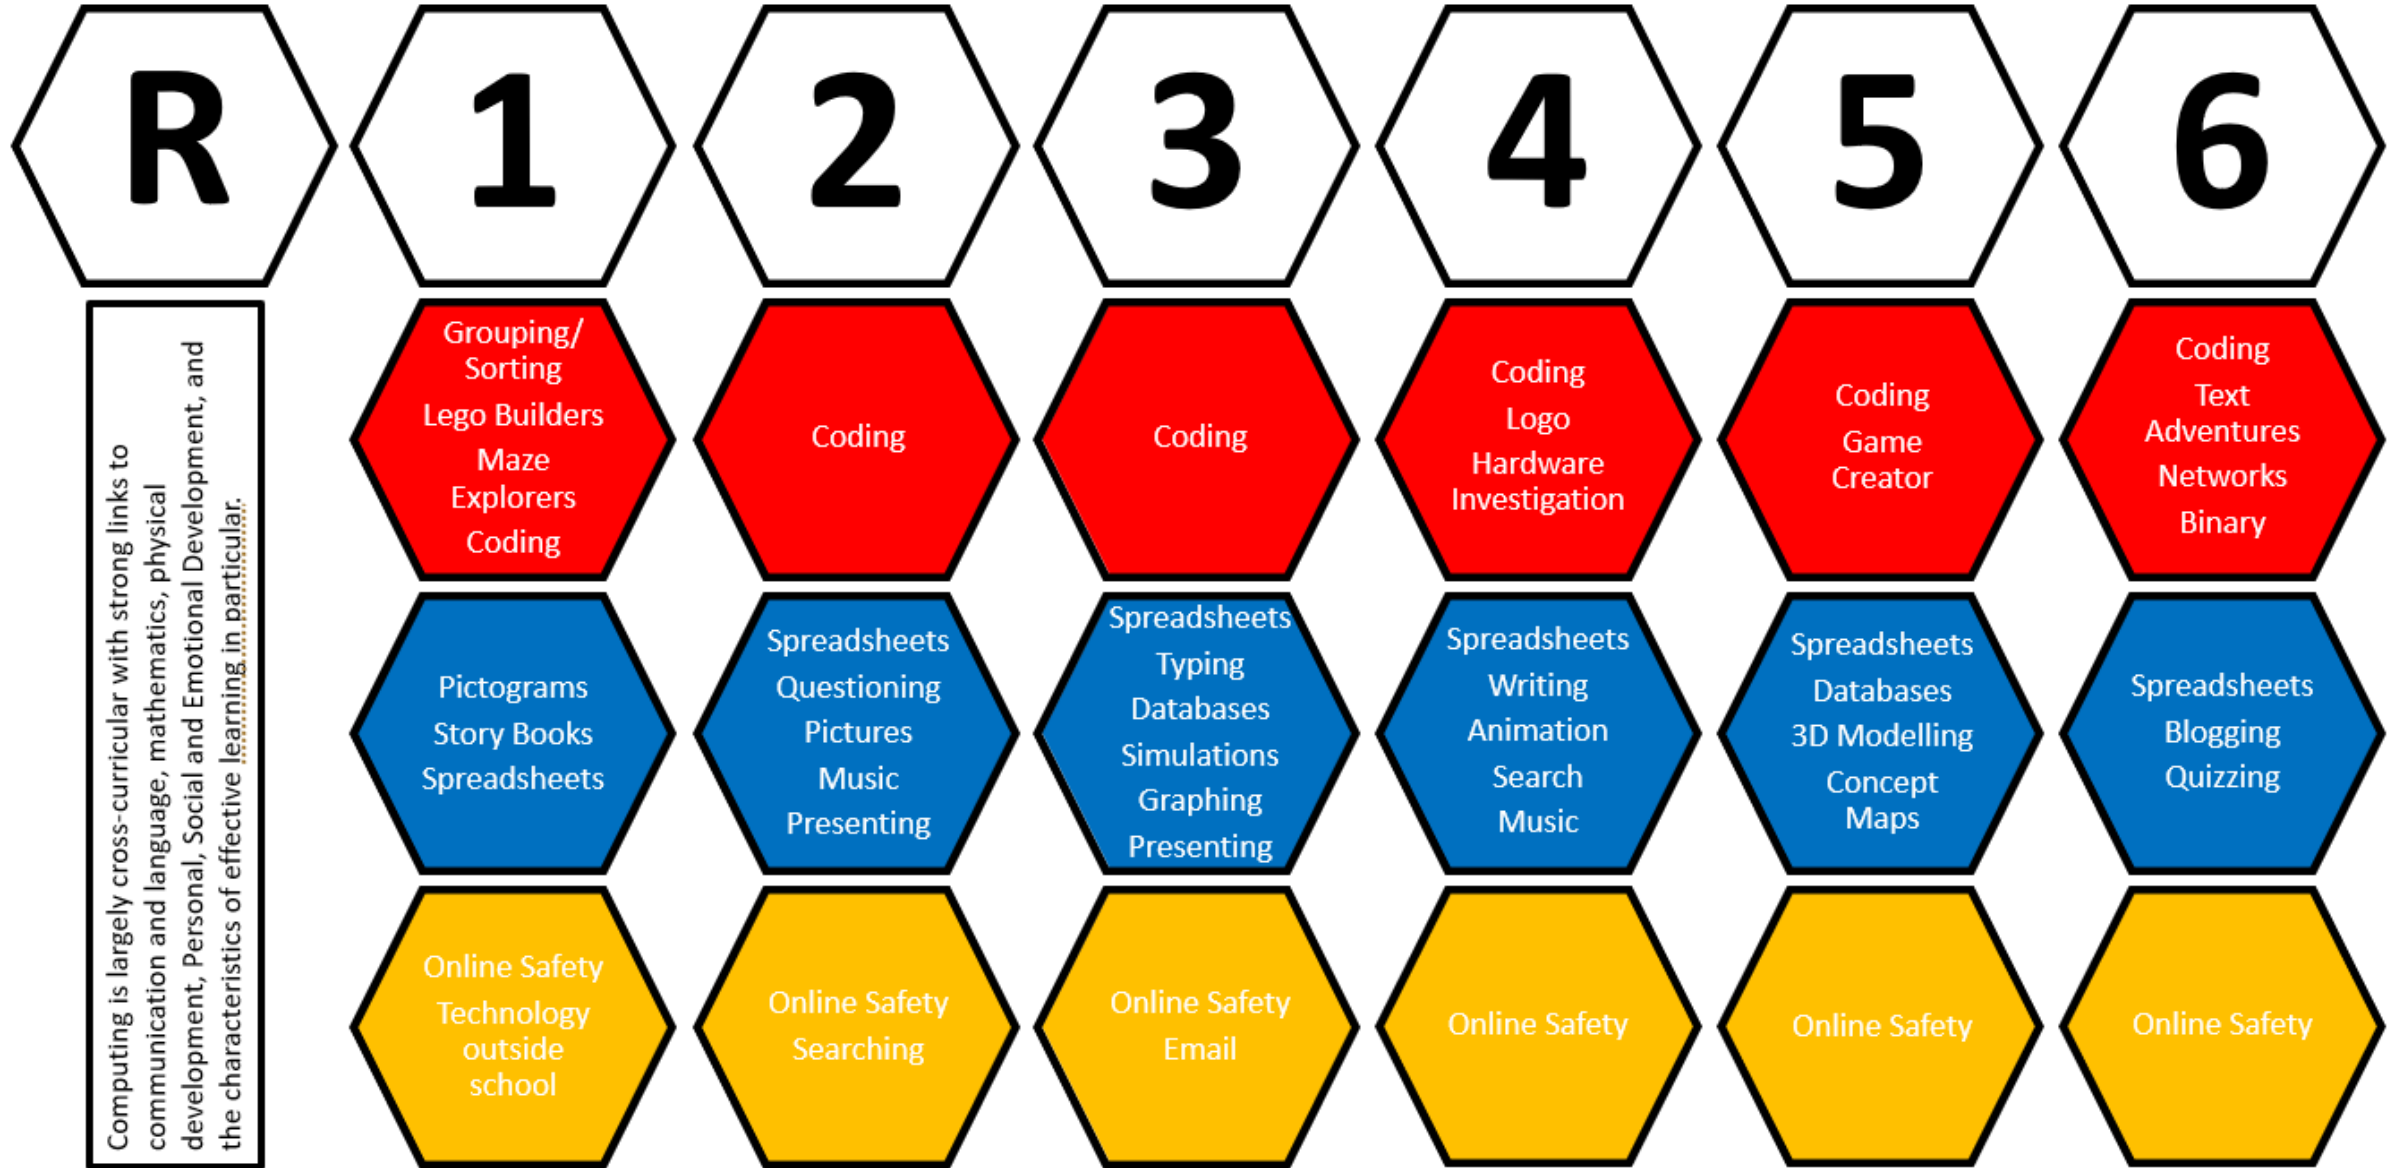 R
1
2
3
4
5
6
Computing is largely cross-curricular with strong links to
communication and language, mathematics, physical
development, Personal, Social and Emotional Development, and
the characteristics of effective learning in particular.
Grouping/
Sorting
Lego Builders
Maze
Explorers
Coding
Coding
Coding
Coding
Logo
Hardware
Investigation
Coding
Game
Creator
Coding
Text
Adventures
Networks
Binary
Pictograms
Story Books
Spreadsheets
Spreadsheets
Questioning
Pictures
Music
Presenting
Spreadsheets
Typing
Databases
Simulations
Graphing
Presenting
Spreadsheets
Writing
Animation
Search
Music
Spreadsheets
Databases
3D Modelling
Concept
Maps
Spreadsheets
Blogging
Quizzing
Online Safety
Technology
outside
school
Online Safety
Searching
Online Safety
Email
Online Safety
Online Safety
Online Safety